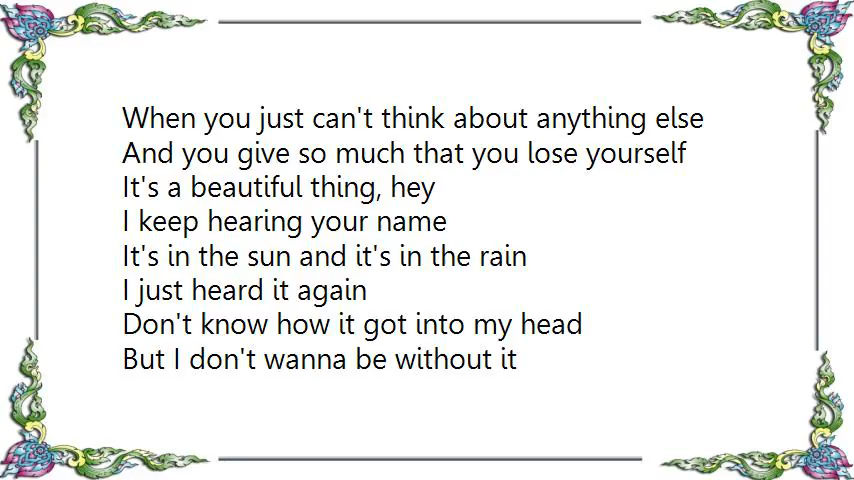 When you just can't think about anything else
And you give so much that you lose yourself
It's a beautiful thing, hey
I keep hearing your name
It's in the sun and it's in the rain
I just heard it again
Don't know how it got into my head
But I don't wanna be without it